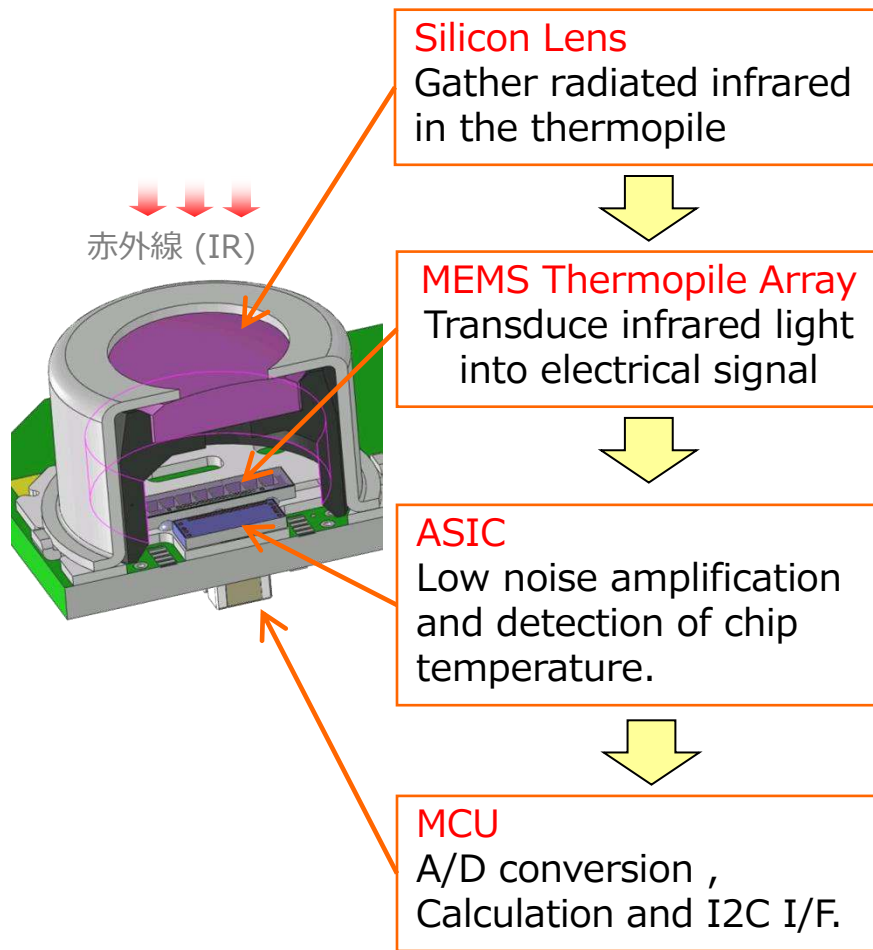 Silicon Lens
Gather radiated infrared
in the thermopile
赤外線 (IR)
MEMS Thermopile Array
Transduce infrared light
into electrical signal
ASIC
Low noise amplification
and detection of chip
temperature.
MCU
A/D conversion ,
Calculation and I2C I/F.